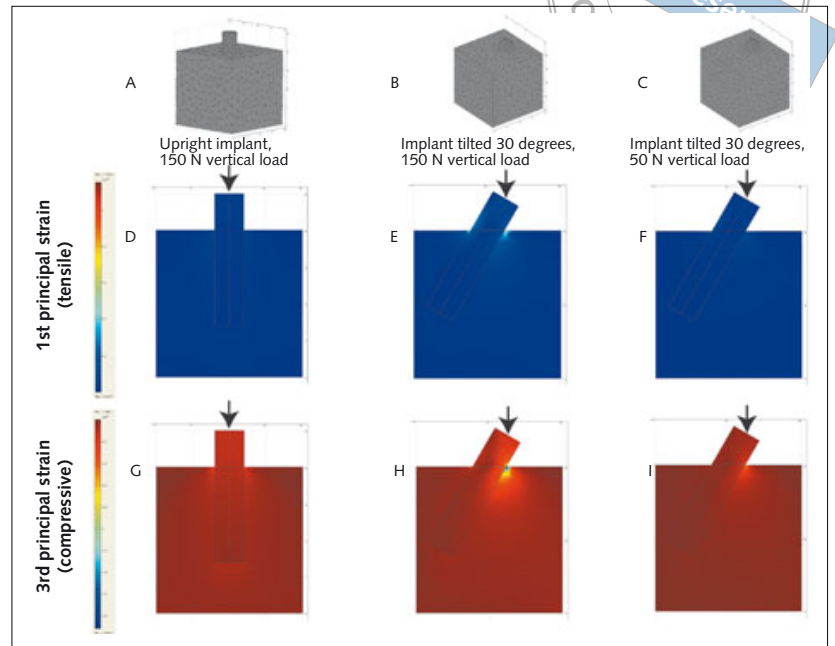 A
B
C
Upright implant,
150 N vertical load
Implant tilted 30 degrees,
150 N vertical load
Implant tilted 30 degrees,
50 N vertical load
1st principal strain
(tensile)
D
E
F
3rd principal strain
(compressive)
G
H
I